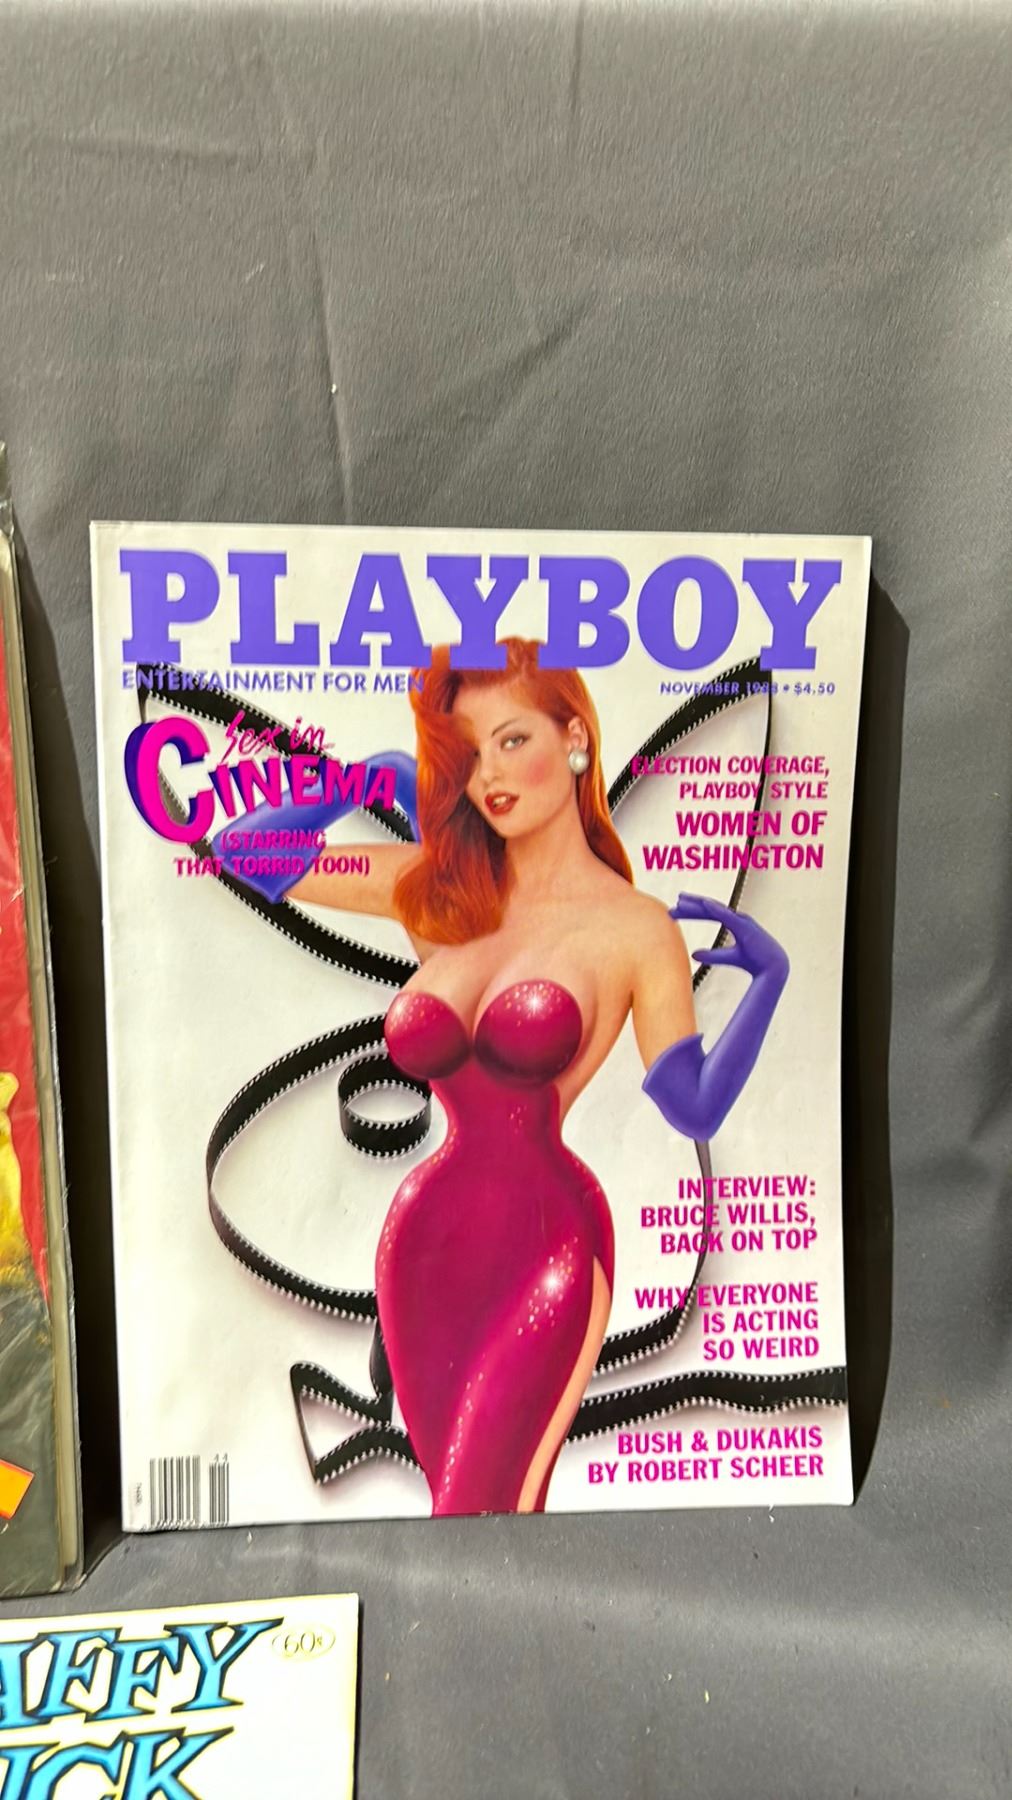 PLAYBOY
ENTERTAINMENT FOR MEN
NOVEMBER 1988 • $4.50
Sex in
CINEMA
(STARRING
THAT TORRID TOON)
ELECTION COVERAGE,
PLAYBOY STYLE
WOMEN OF
WASHINGTON
INTERVIEW:
BRUCE WILLIS,
BACK ON TOP
WHY EVERYONE
IS ACTING
SO WEIRD
BUSH & DUKAKIS
BY ROBERT SCHEER
AFFY
60¢
UCK